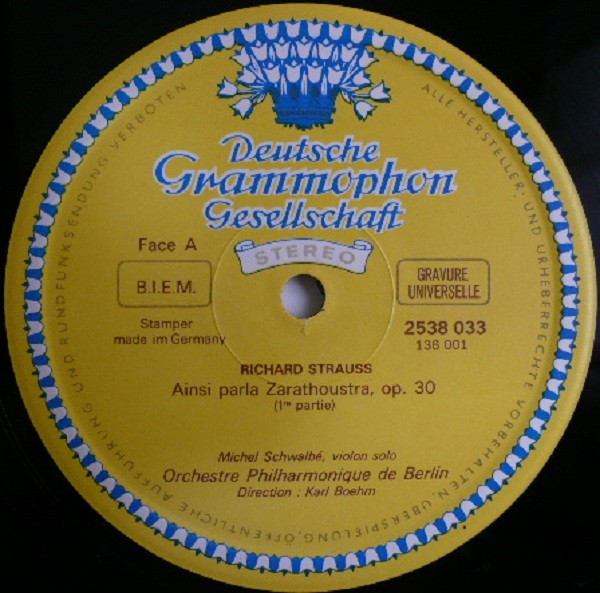 Deutsche
Grammophon
Gesellschaft
STEREO
Face A
B.I.E.M.
Stamper
made in Germany
GRAVURE
UNIVERSELLE
2538 033
136 001
RICHARD STRAUSS
Ainsi parla Zarathoustra, op. 30
(1re partie)
Michel Schwalbé, violon solo
Orchestre Philharmonique de Berlin
Direction : Karl Boehm
ALLE HERSTELLER- UND URHEBERRECHTE VORBEHALTEN. ÜBERSPIELUNG, ÖFFENTLICHE AUFFÜHRUNG UND RUNDFUNKSENDUNG VERBOTEN